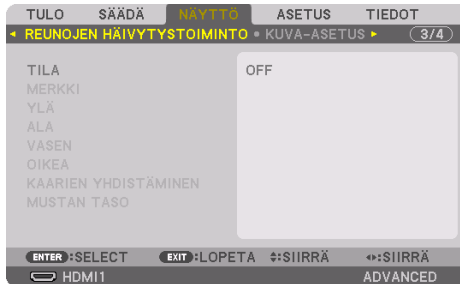 TULO SÄÄDÄ NÄYTTÖ ASETUS TIEDOT
REUNOJEN HÄIVYTYSTOIMINTO • KUVA-ASETUS 3/4
TILA OFF
MERKKI
YLÄ
ALA
VASEN
OIKEA
KAARIEN YHDISTÄMINEN
MUSTAN TASO
ENTER :SELECT EXIT :LOPETA :SIIRRÄ :SIIRRÄ
HDMI1 ADVANCED